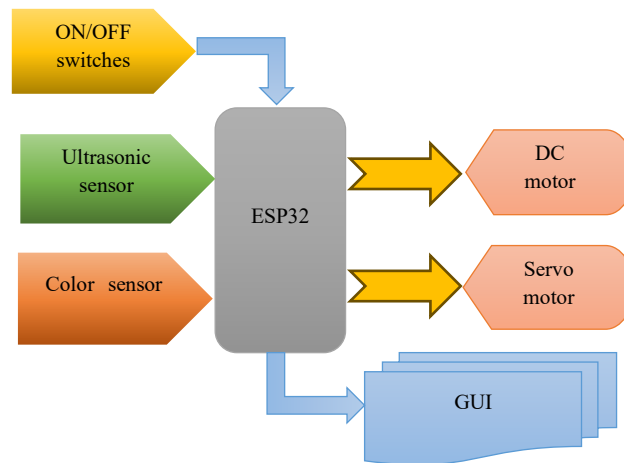 ON/OFF
switches
Ultrasonic
sensor
Color sensor
ESP32
DC
motor
Servo
motor
GUI